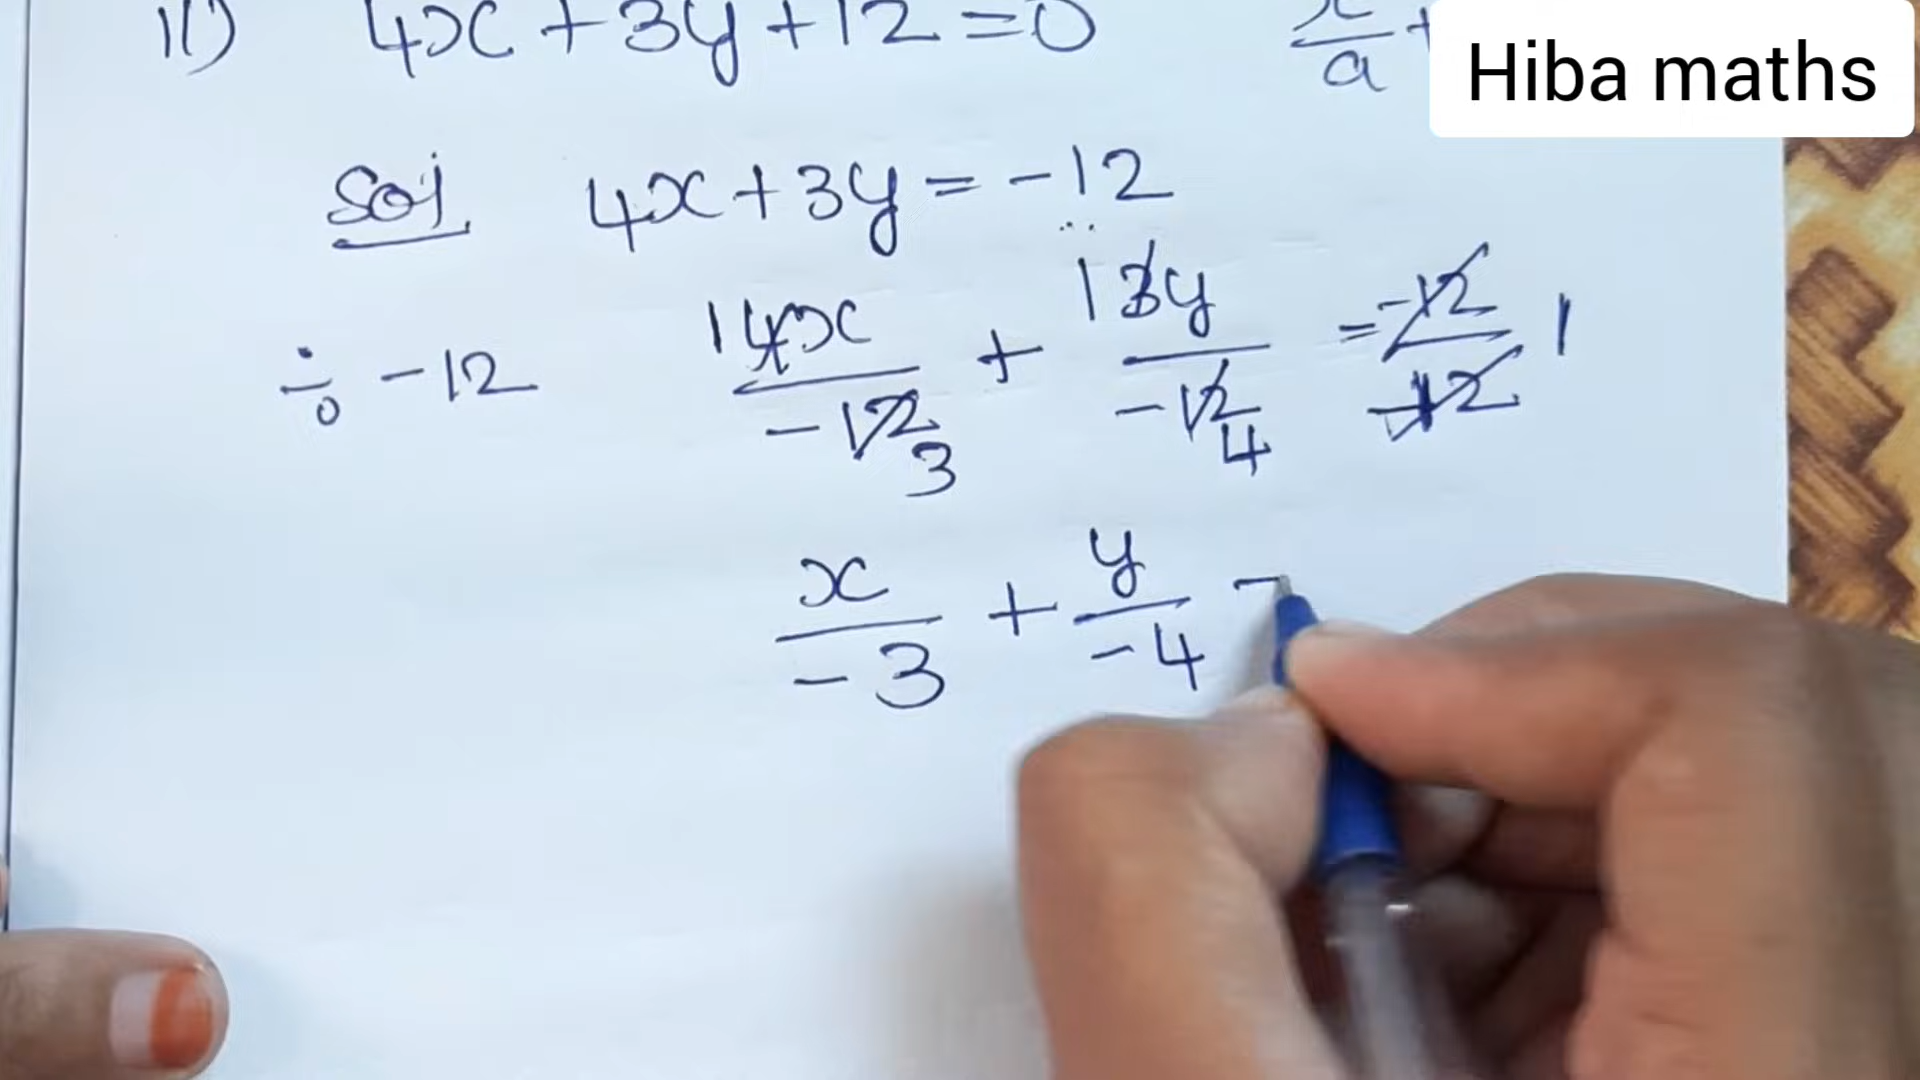 ii) 4x + 3y + 12 = 0 x/a +
Hiba maths
Sol 4x + 3y = -12
÷ -12 1 4x/-12 3 + 1 3y/-12 4 = -12/-12 1
x/-3 + y/-4